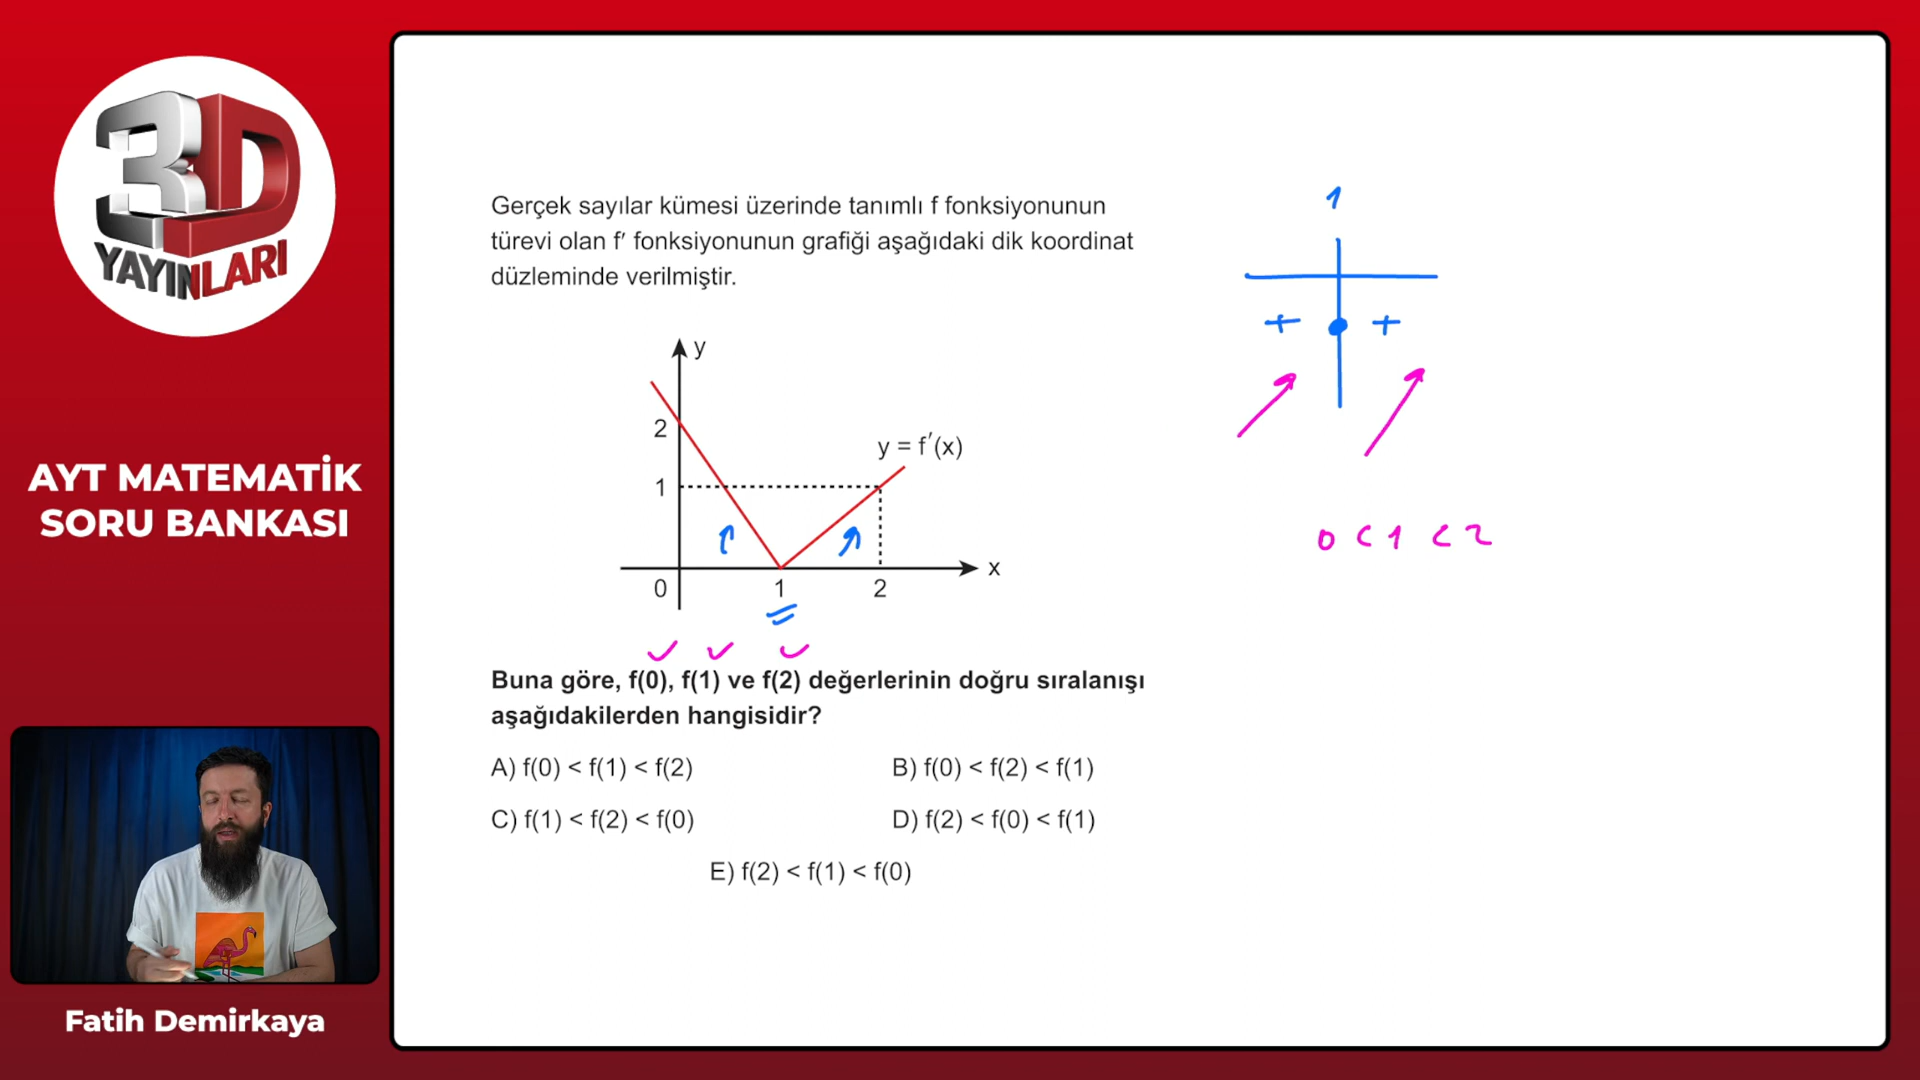 3D
YAYINLARI
AYT MATEMATİK
SORU BANKASI
Fatih Demirkaya
Gerçek sayılar kümesi üzerinde tanımlı f fonksiyonunun
türevi olan f′ fonksiyonunun grafiği aşağıdaki dik koordinat
düzleminde verilmiştir.
y
2
y = f′(x)
1
x
0 1 2
Buna göre, f(0), f(1) ve f(2) değerlerinin doğru sıralanışı
aşağıdakilerden hangisidir?
A) f(0) < f(1) < f(2)
B) f(0) < f(2) < f(1)
C) f(1) < f(2) < f(0)
D) f(2) < f(0) < f(1)
E) f(2) < f(1) < f(0)
1
+ +
0 < 1 < 2